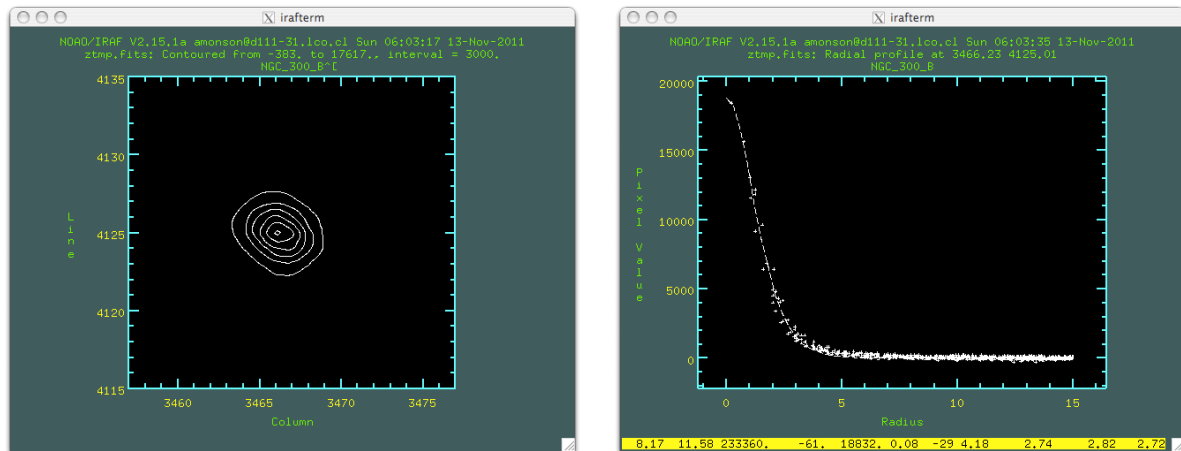 irafterm
NOAO/IRAF V2.15.1a amonson@d111-31.lco.cl Sun 06:03:17 13-Nov-2011
ztmp.fits: Contoured from -383. to 17617., interval = 3000.
NGC_300_B^[
4135
4130
4125
4120
4115
Line
3460
3465
3470
3475
Column
irafterm
NOAO/IRAF V2.15.1a amonson@d111-31.lco.cl Sun 06:03:35 13-Nov-2011
ztmp.fits: Radial profile at 3466.23 4125.01
NGC_300_B
20000
15000
10000
5000
0
Pixel Value
0
5
10
15
Radius
8.17 11.58 233360. -61. 18832. 0.08 -29 4.18 2.74 2.82 2.72